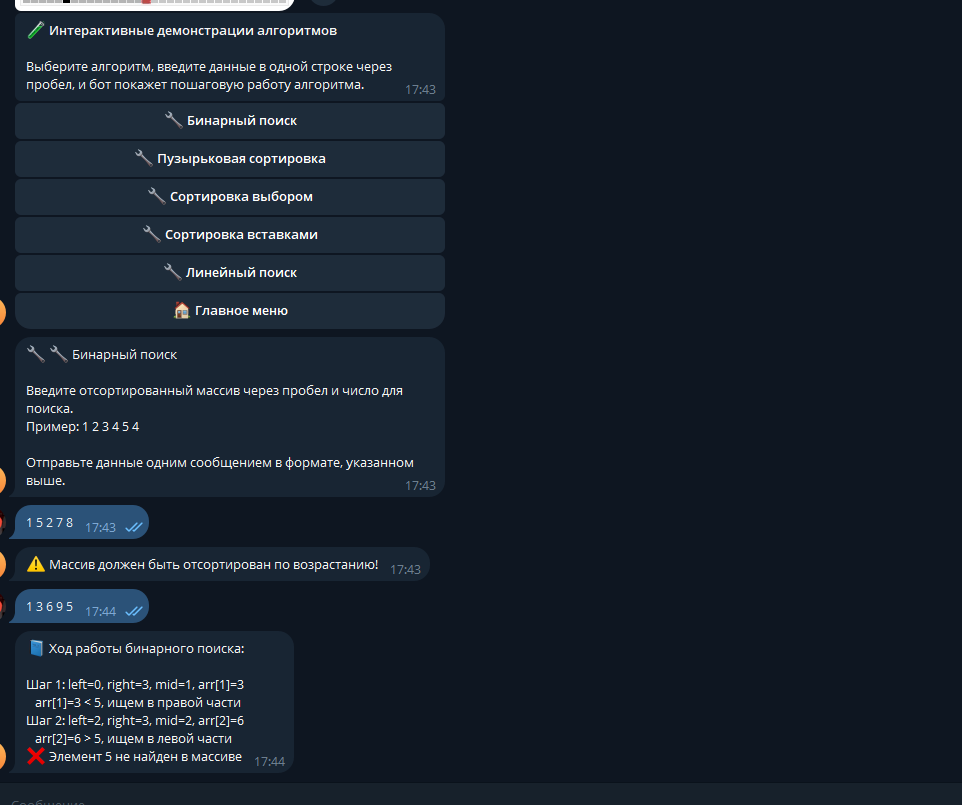 Интерактивные демонстрации алгоритмов
Выберите алгоритм, введите данные в одной строке через
пробел, и бот покажет пошаговую работу алгоритма.
17:43
Бинарный поиск
Пузырьковая сортировка
Сортировка выбором
Сортировка вставками
Линейный поиск
Главное меню
Бинарный поиск
Введите отсортированный массив через пробел и число для
поиска.
Пример: 1 2 3 4 5 4
Отправьте данные одним сообщением в формате, указанном
выше.
17:43
1 5 2 7 8 17:43
Массив должен быть отсортирован по возрастанию! 17:43
1 3 6 9 5 17:44
Ход работы бинарного поиска:
Шаг 1: left=0, right=3, mid=1, arr[1]=3
arr[1]=3 < 5, ищем в правой части
Шаг 2: left=2, right=3, mid=2, arr[2]=6
arr[2]=6 > 5, ищем в левой части
Элемент 5 не найден в массиве 17:44